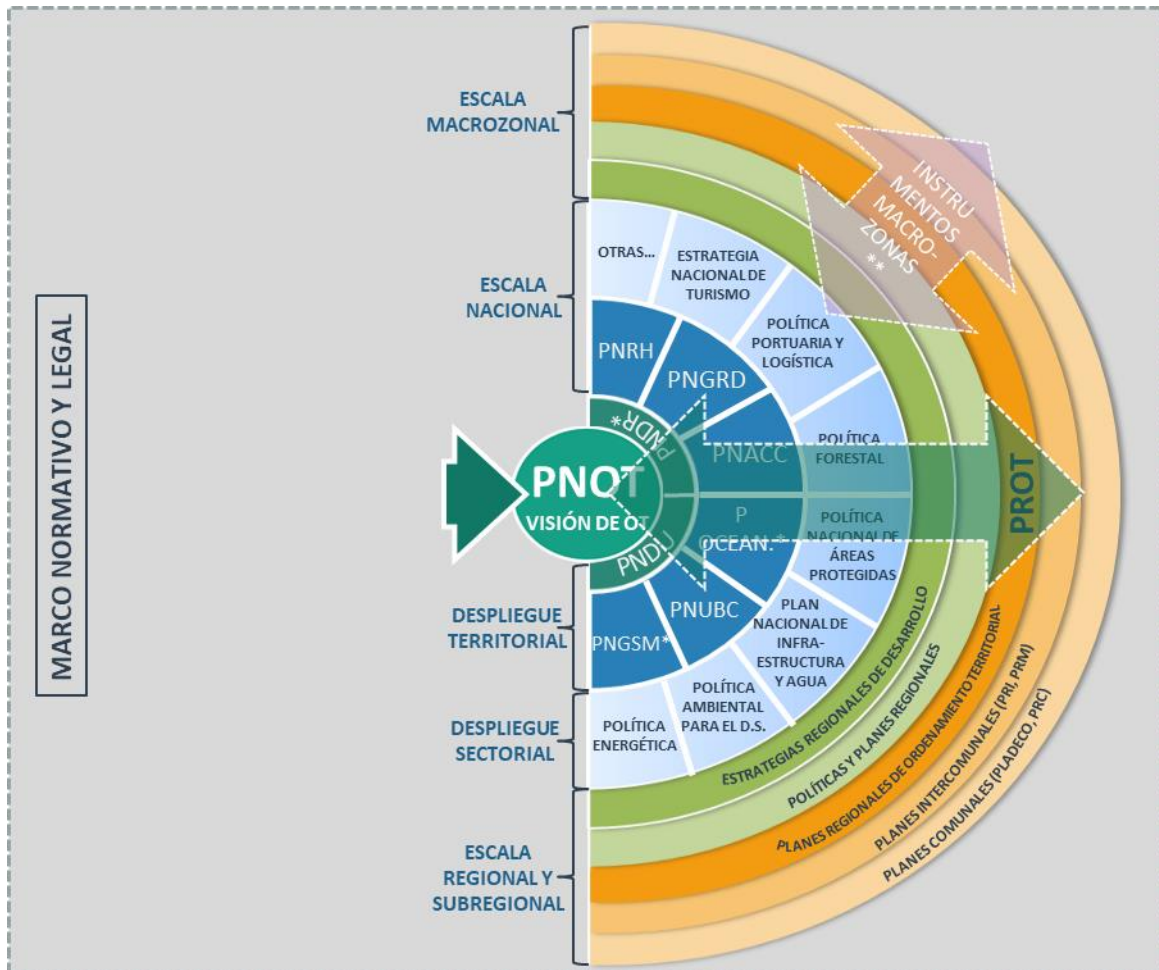 MARCO NORMATIVO Y LEGAL
ESCALA
MACROZONAL
ESCALA
NACIONAL
DESPLIEGUE
TERRITORIAL
DESPLIEGUE
SECTORIAL
ESCALA
REGIONAL Y
SUBREGIONAL
PNOT
VISIÓN DE OT
PNDR*
PNDU
PNRH
PNGRD
PNACC
P
OCEAN.*
PNUBC
PNGSM*
OTRAS...
ESTRATEGIA
NACIONAL DE
TURISMO
POLÍTICA
PORTUARIA Y
LOGÍSTICA
POLÍTICA
FORESTAL
POLÍTICA
NACIONAL DE
ÁREAS
PROTEGIDAS
PLAN
NACIONAL DE
INFRA-
ESTRUCTURA
Y AGUA
POLÍTICA
AMBIENTAL
PARA EL D.S.
POLÍTICA
ENERGÉTICA
ESTRATEGIAS REGIONALES DE DESARROLLO
POLÍTICAS Y PLANES REGIONALES
PLANES REGIONALES DE ORDENAMIENTO TERRITORIAL
PLANES INTERCOMUNALES (PRI, PRM)
PLANES COMUNALES (PLADECO, PRC)
INSTRU
MENTOS
MACRO-
ZONAS
**
PROT